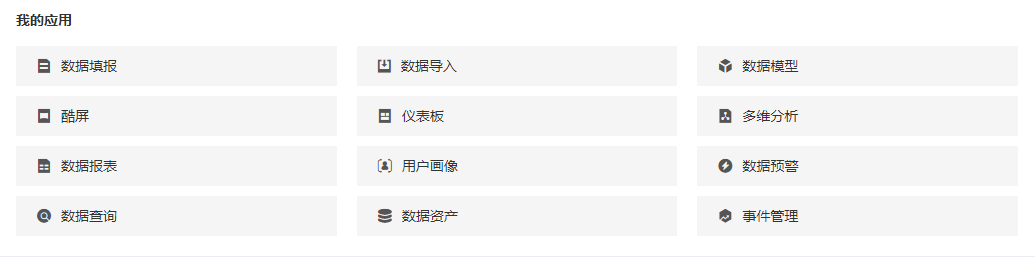 我的应用
数据填报
数据导入
数据模型
酷屏
仪表板
多维分析
数据报表
用户画像
数据预警
数据查询
数据资产
事件管理